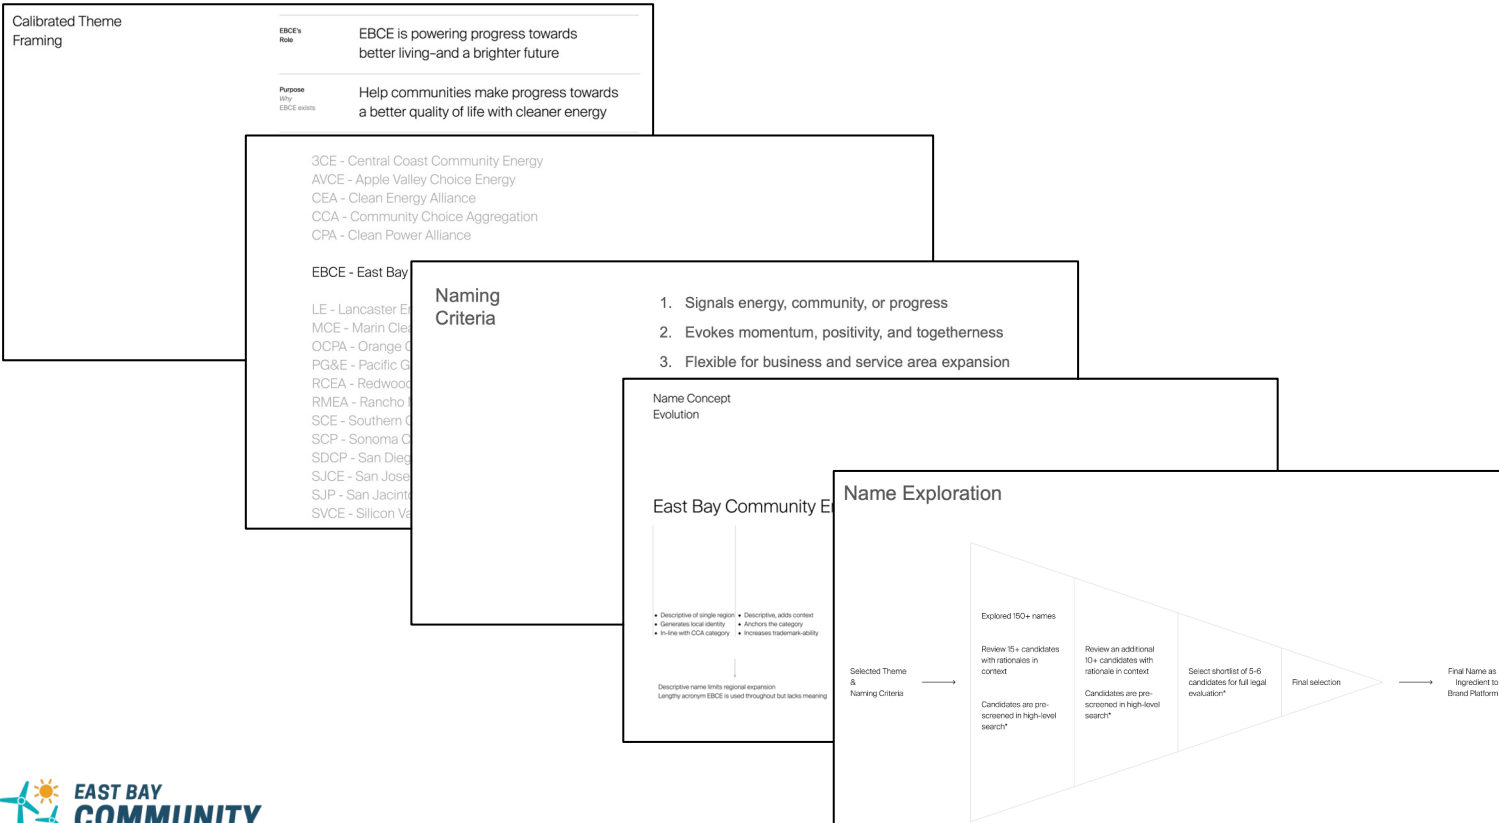 Calibrated Theme
Framing
EBCE's
Role
EBCE is powering progress towards
better living–and a brighter future
Purpose
Why
EBCE exists
Help communities make progress towards
a better quality of life with cleaner energy
3CE - Central Coast Community Energy
AVCE - Apple Valley Choice Energy
CEA - Clean Energy Alliance
CCA - Community Choice Aggregation
CPA - Clean Power Alliance
EBCE - East Bay
LE - Lancaster
MCE - Marin
OCPA - Orange
PG&E - Pacific
RCEA - Redwood
RMEA - Rancho
SCE - Southern
SCP - Sonoma
SDCP - San
SJCE - San Jose
SJP - San
SVCE - Silicon
Naming
Criteria
1. Signals energy, community, or progress
2. Evokes momentum, positivity, and togetherness
3. Flexible for business and service area expansion
Name Concept
Evolution
East Bay Community
• Descriptive of single region
• Generates local identity
• In-line with CCA category
• Descriptive, adds context
• Anchors the category
• Increases trademark-ability
Descriptive name limits regional expansion
Lengthy acronym EBCE is used throughout but lacks meaning
Name Exploration
Selected Theme
&
Naming Criteria
Explored 150+ names
Review 15+ candidates
with rationales in
context
Candidates are pre-
screened in high-level
search*
Review an additional
10+ candidates with
rationale in context
Candidates are pre-
screened in high-level
search*
Select shortlist of 5-6
candidates for full legal
evaluation*
Final selection
Final Name as
Ingredient to
Brand Platform
EAST BAY
COMMUNITY